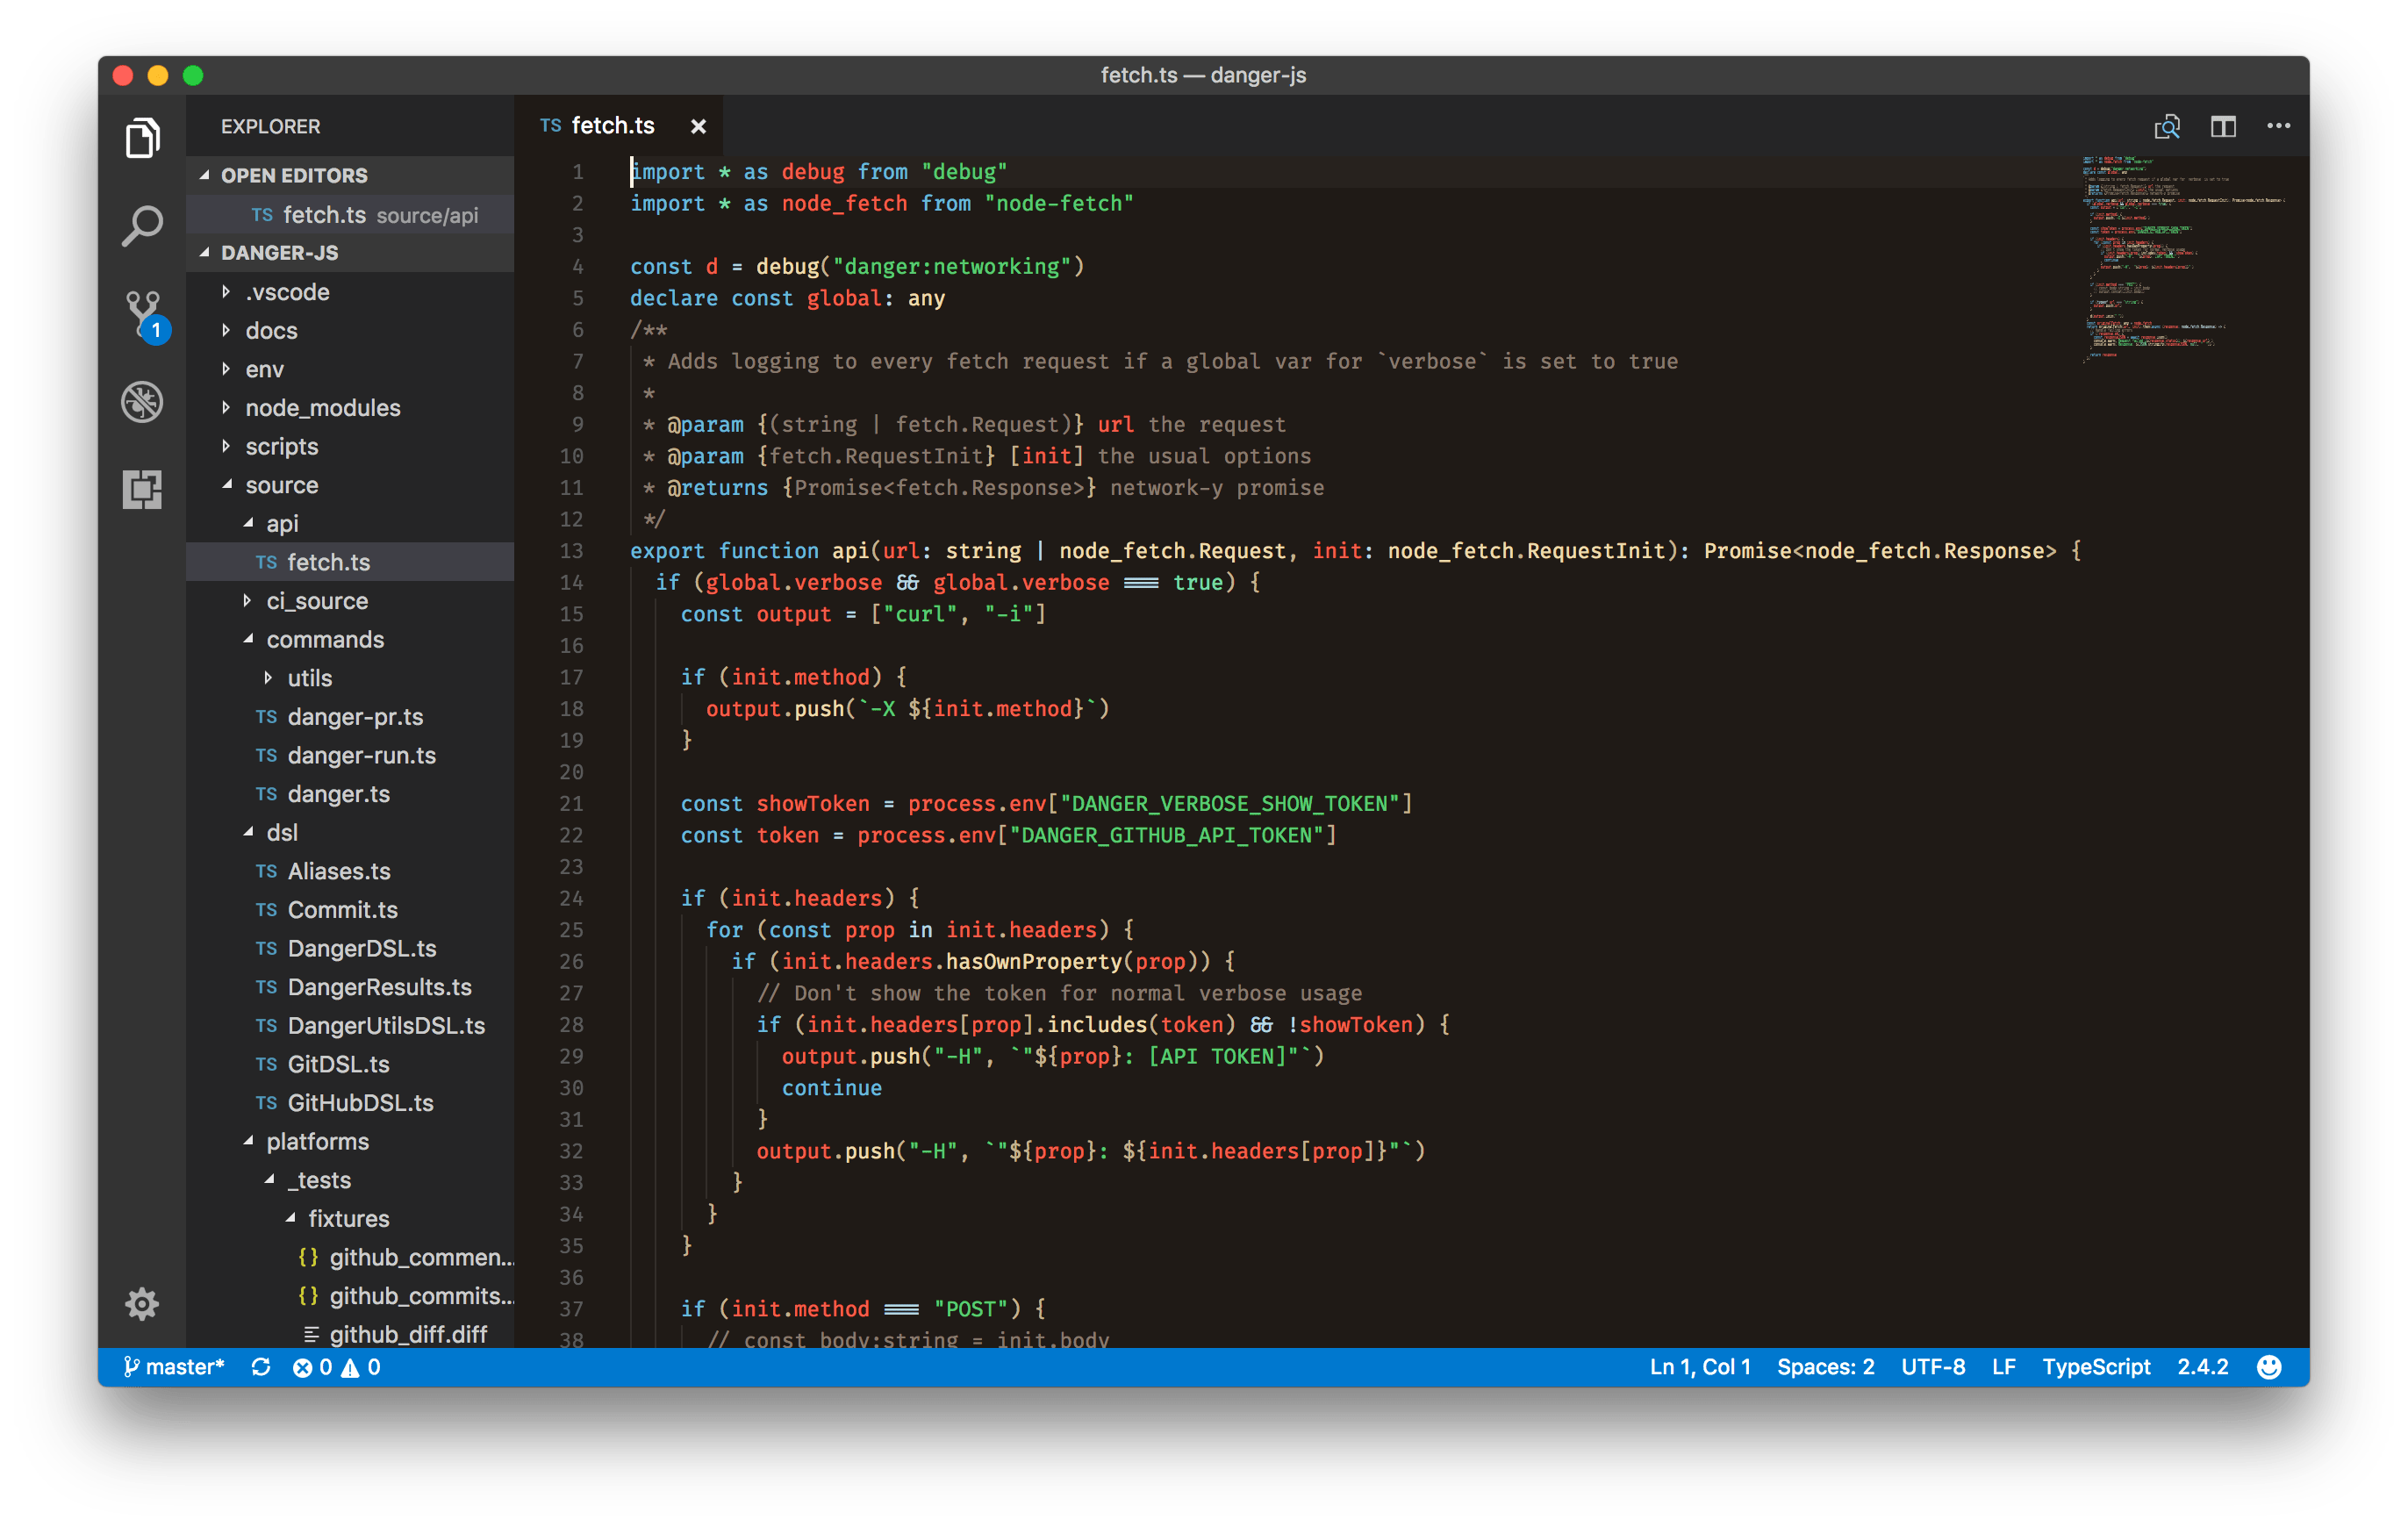 fetch.ts — danger-js
EXPLORER
OPEN EDITORS
TS fetch.ts source/api
DANGER-JS
.vscode
docs
env
node_modules
scripts
source
api
TS fetch.ts
ci_source
commands
utils
TS danger-pr.ts
TS danger-run.ts
TS danger.ts
dsl
TS Aliases.ts
TS Commit.ts
TS DangerDSL.ts
TS DangerResults.ts
TS DangerUtilsDSL.ts
TS GitDSL.ts
TS GitHubDSL.ts
platforms
_tests
fixtures
{} github_commen...
{} github_commits...
github_diff.diff
1
TS fetch.ts ×
1 import * as debug from "debug"
2 import * as node_fetch from "node-fetch"
3
4 const d = debug("danger:networking")
5 declare const global: any
6 /**
7  * Adds logging to every fetch request if a global var for `verbose` is set to true
8  *
9  * @param {(string | fetch.Request)} url the request
10  * @param {fetch.RequestInit} [init] the usual options
11  * @returns {Promise<fetch.Response>} network-y promise
12  */
13 export function api(url: string | node_fetch.Request, init: node_fetch.RequestInit): Promise<node_fetch.Response> {
14   if (global.verbose && global.verbose === true) {
15     const output = ["curl", "-i"]
16
17     if (init.method) {
18       output.push(`-X ${init.method}`)
19     }
20
21     const showToken = process.env["DANGER_VERBOSE_SHOW_TOKEN"]
22     const token = process.env["DANGER_GITHUB_API_TOKEN"]
23
24     if (init.headers) {
25       for (const prop in init.headers) {
26         if (init.headers.hasOwnProperty(prop)) {
27           // Don't show the token for normal verbose usage
28           if (init.headers[prop].includes(token) && !showToken) {
29             output.push("-H", `"${prop}: [API TOKEN]"`)
30             continue
31           }
32           output.push("-H", `"${prop}: ${init.headers[prop]}"`)
33         }
34       }
35     }
36
37     if (init.method === "POST") {
38       // const body:string = init.body
master* 0 0 Ln 1, Col 1 Spaces: 2 UTF-8 LF TypeScript 2.4.2